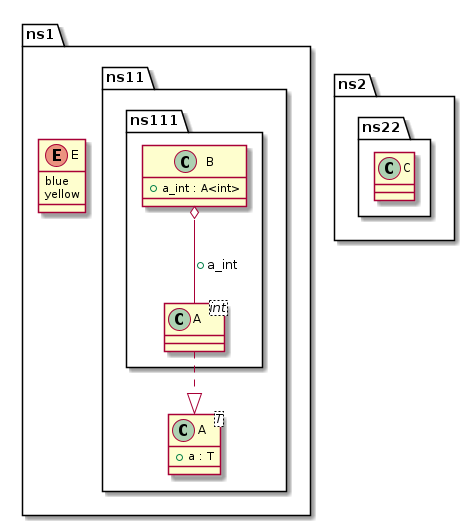 ns1
ns11
ns111
E E
blue
yellow
C B
a_int : A<int>
a_int
C A int
C A T
a : T
ns2
ns22
C C